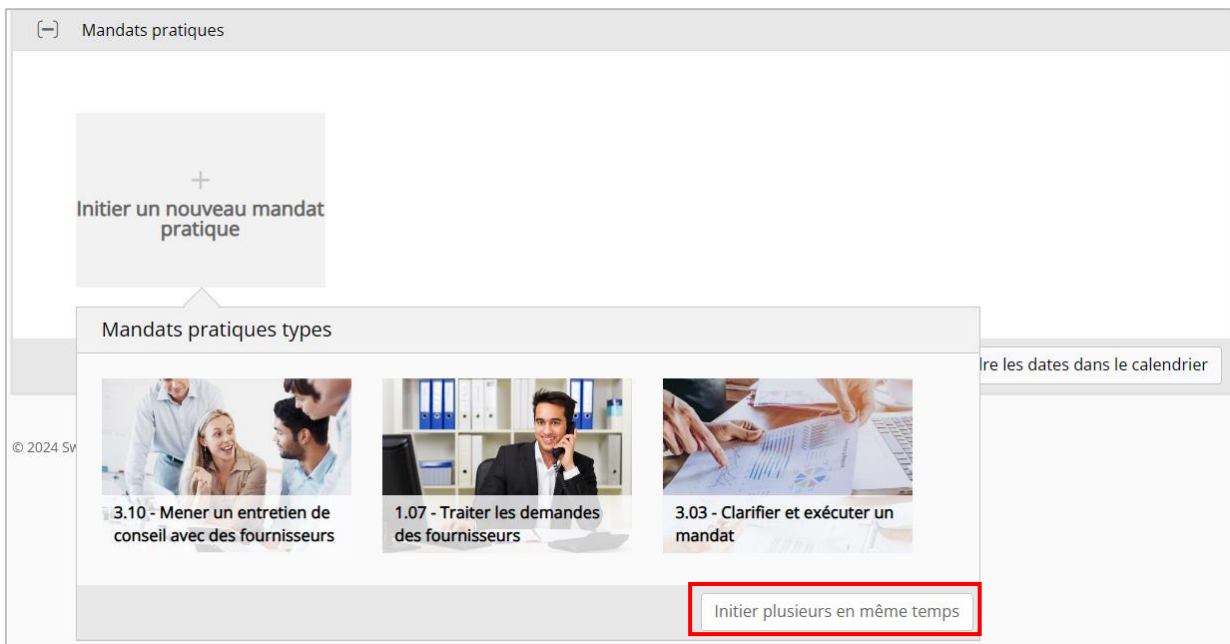 Mandats pratiques
+
Initier un nouveau mandat
pratique
Mandats pratiques types
les dates dans le calendrier
© 2024
3.10 - Mener un entretien de
conseil avec des fournisseurs
1.07 - Traiter les demandes
des fournisseurs
3.03 - Clarifier et exécuter un
mandat
Initier plusieurs en même temps